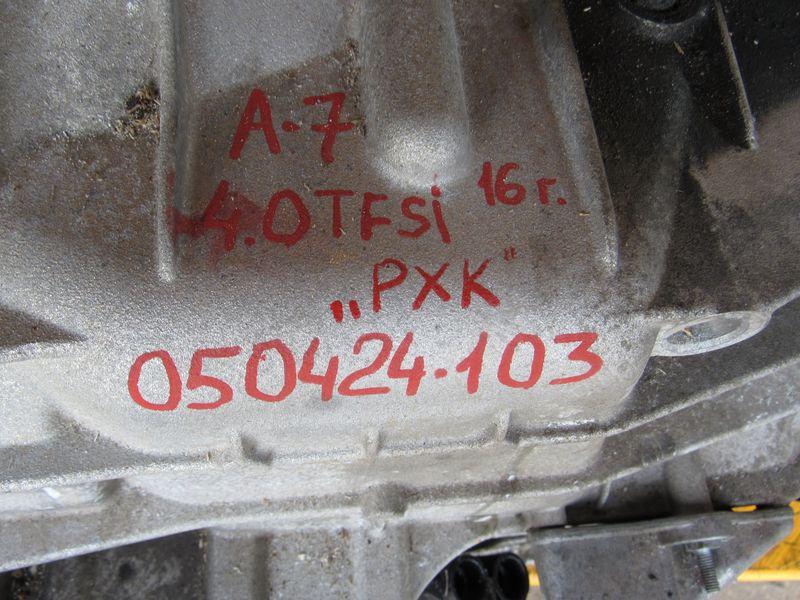 A-7
4.0TFSi 16г.
„PXK"
050424.103